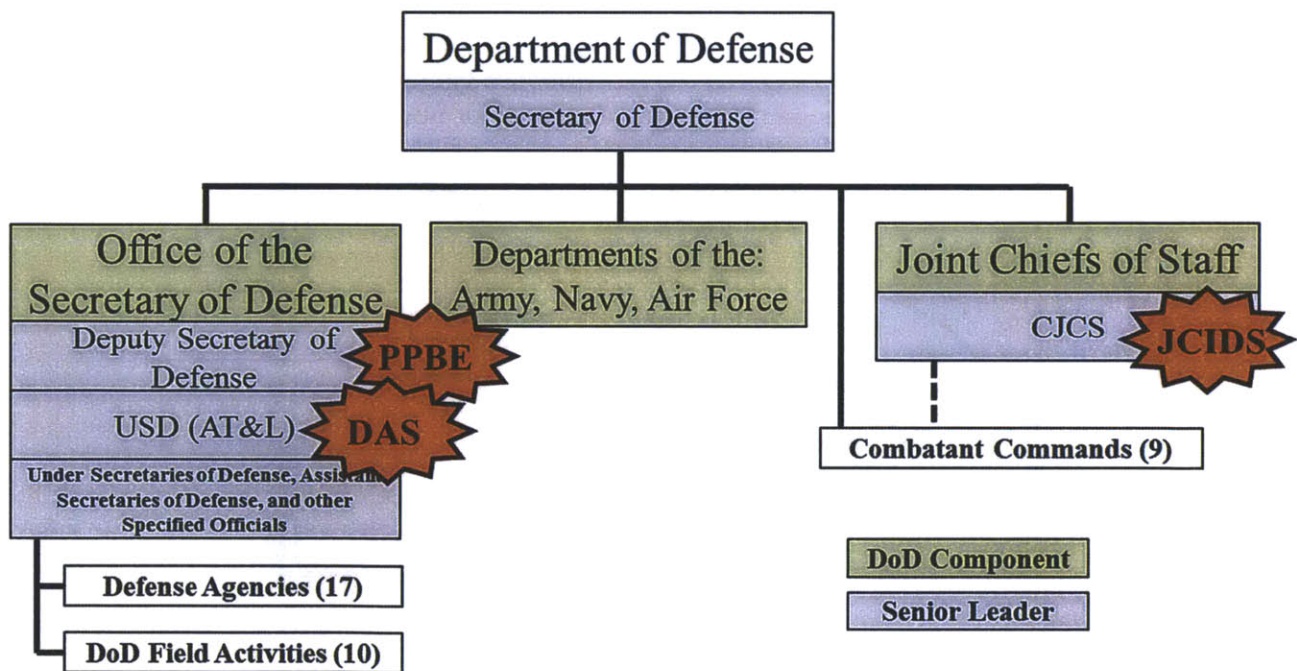 Department of Defense
Secretary of Defense
Office of the
Secretary of Defense
Deputy Secretary of
Defense
PPBE
USD (AT&L)
DAS
Under Secretaries of Defense, Assistant
Secretaries of Defense, and other
Specified Officials
Defense Agencies (17)
DoD Field Activities (10)
Departments of the:
Army, Navy, Air Force
Joint Chiefs of Staff
CJCS
JCIDS
Combatant Commands (9)
DoD Component
Senior Leader